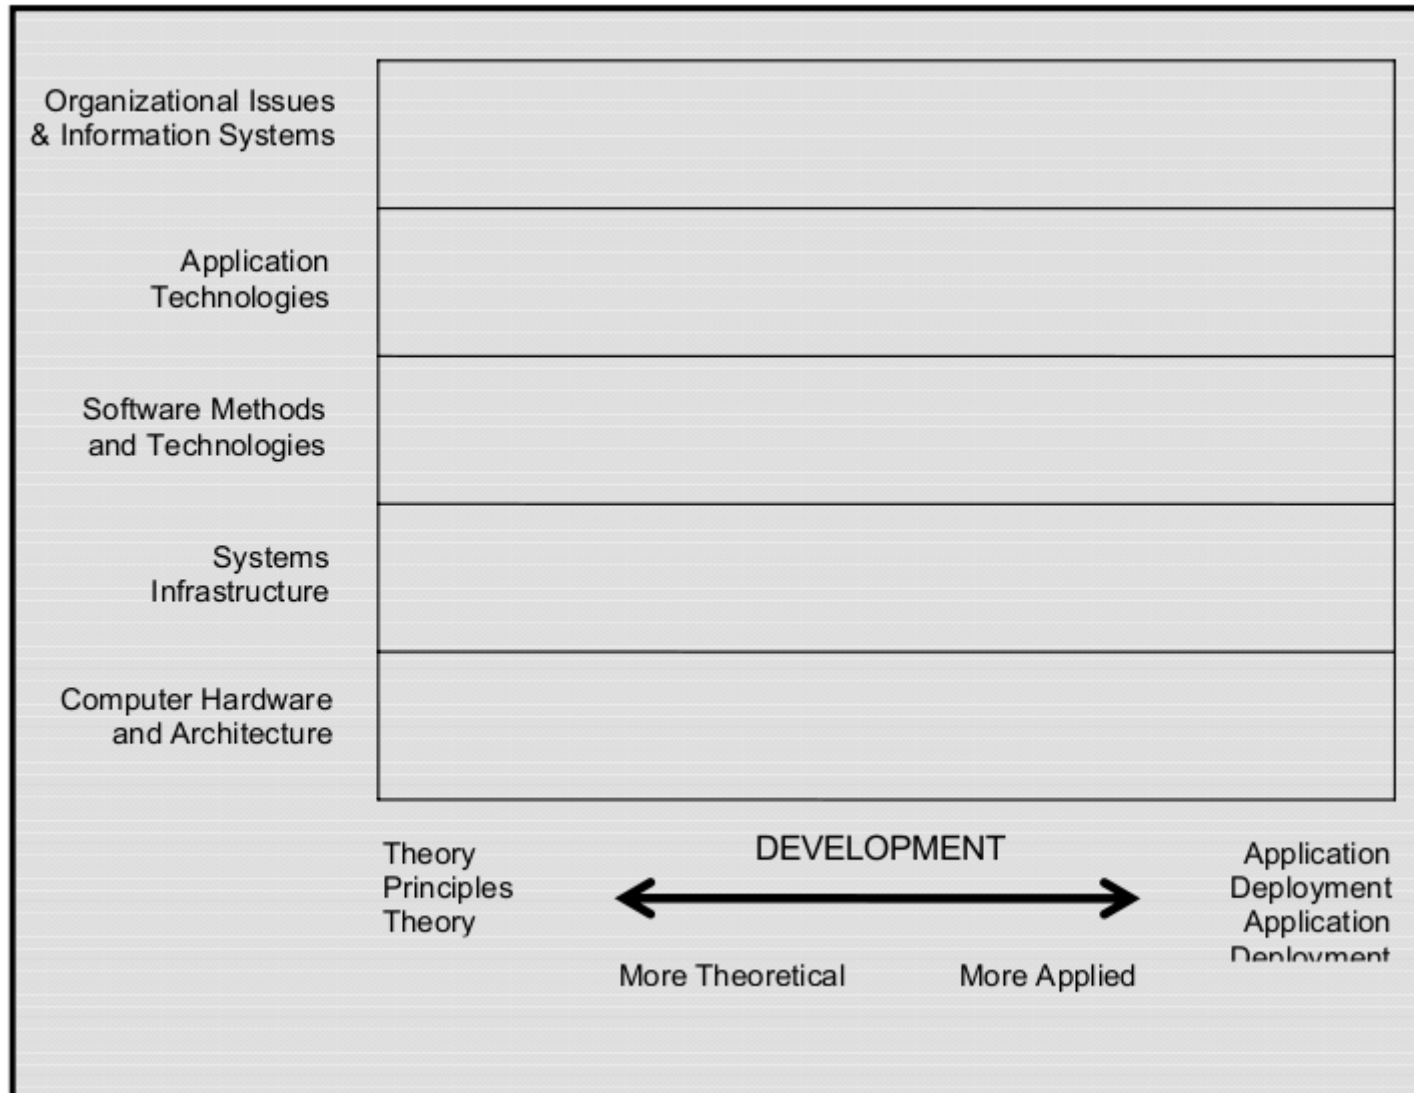 Organizational Issues
& Information Systems
Application
Technologies
Software Methods
and Technologies
Systems
Infrastructure
Computer Hardware
and Architecture
Theory
Principles
Theory
DEVELOPMENT
Application
Deployment
Application
Deployment
More Theoretical
More Applied